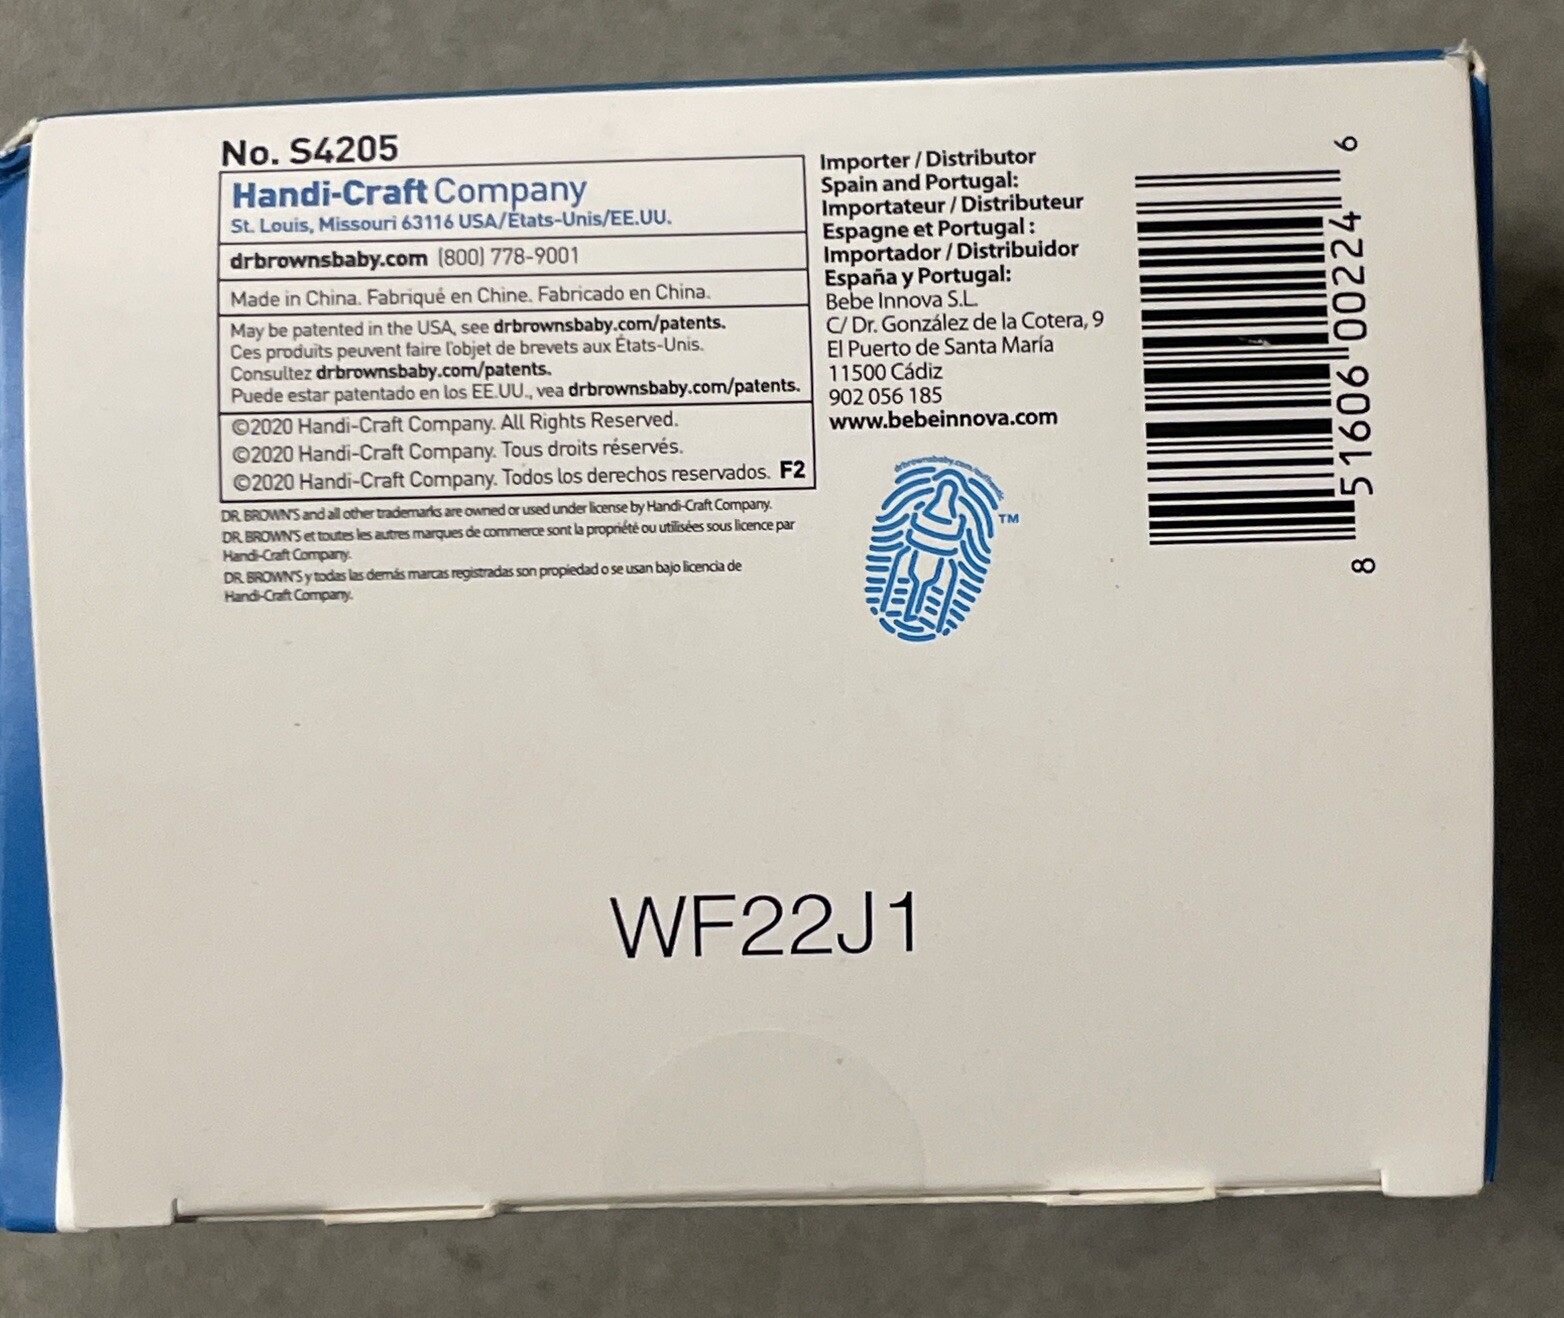 No. S4205
Handi-Craft Company
St. Louis, Missouri 63116 USA/États-Unis/EE.UU.
drbrownsbaby.com (800) 778-9001
Made in China. Fabriqué en Chine. Fabricado en China.
May be patented in the USA, see drbrownsbaby.com/patents.
Ces produits peuvent faire l'objet de brevets aux États-Unis.
Consultez drbrownsbaby.com/patents.
Puede estar patentado en los EE.UU., vea drbrownsbaby.com/patents.
©2020 Handi-Craft Company. All Rights Reserved.
©2020 Handi-Craft Company. Tous droits réservés.
©2020 Handi-Craft Company. Todos los derechos reservados. F2
DR. BROWN'S and all other trademarks are owned or used under license by Handi-Craft Company.
DR. BROWN'S et toutes les autres marques de commerce sont la propriété ou utilisées sous licence par
Handi-Craft Company.
DR. BROWN'S y todas las demás marcas registradas son propiedad o se usan bajo licencia de
Handi-Craft Company.
Importer / Distributor
Spain and Portugal:
Importateur / Distributeur
Espagne et Portugal :
Importador / Distribuidor
España y Portugal:
Bebe Innova S.L.
C/ Dr. González de la Cotera, 9
El Puerto de Santa María
11500 Cádiz
902 056 185
www.bebeinnova.com
drbrownsbaby.com/authentic
TM
8 51606 00224 6
WF22J1